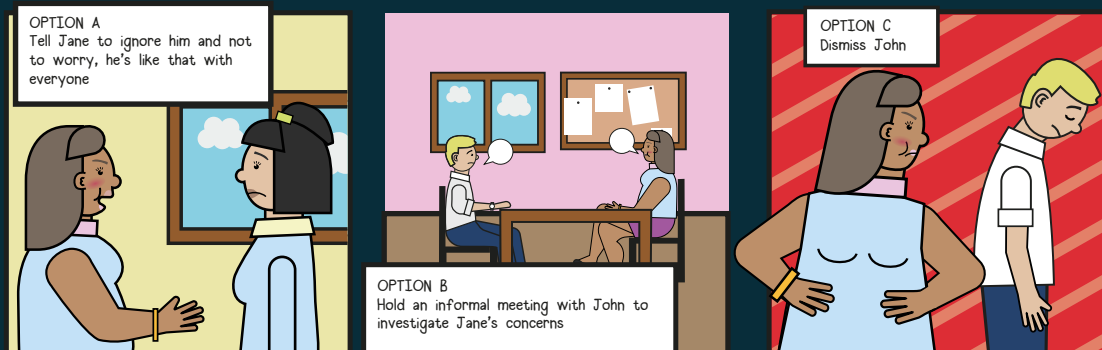 OPTION A
Tell Jane to ignore him and not
to worry, he's like that with
everyone
OPTION B
Hold an informal meeting with John to
investigate Jane's concerns
OPTION C
Dismiss John